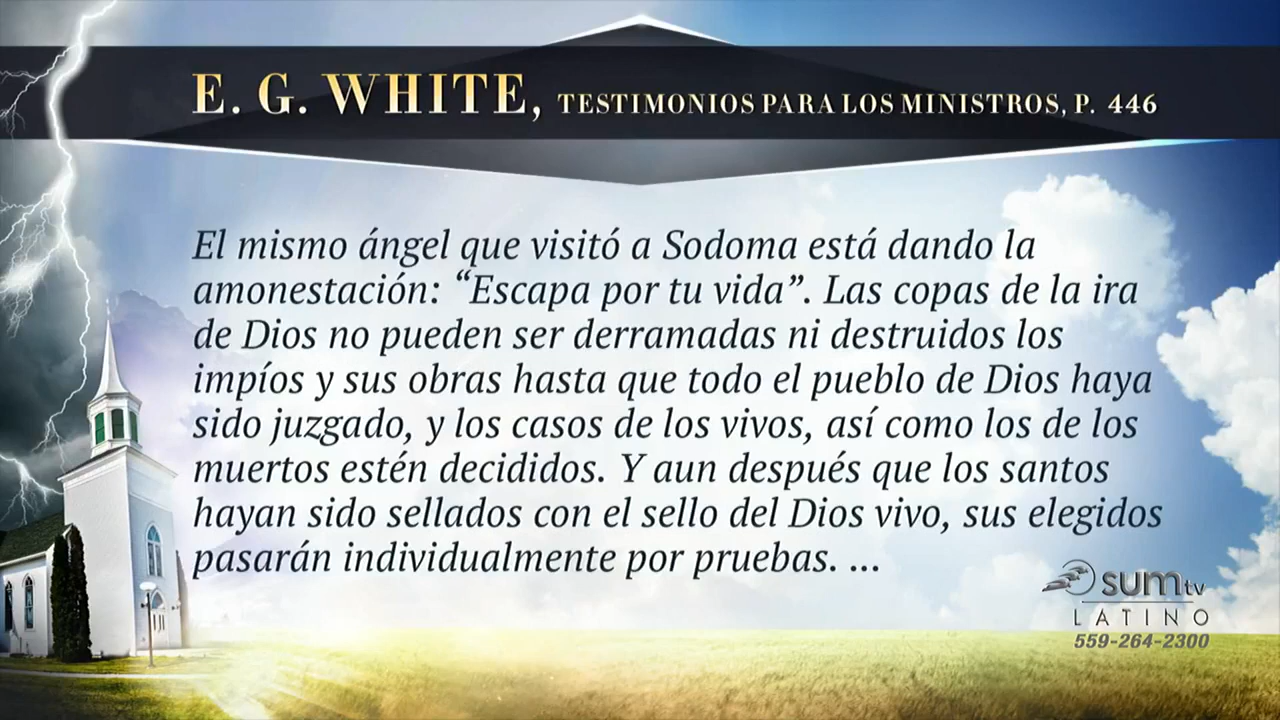 E. G. WHITE, TESTIMONIOS PARA LOS MINISTROS, P. 446
El mismo ángel que visitó a Sodoma está dando la
amonestación: “Escapa por tu vida”. Las copas de la ira
de Dios no pueden ser derramadas ni destruidos los
impíos y sus obras hasta que todo el pueblo de Dios haya
sido juzgado, y los casos de los vivos, así como los de los
muertos estén decididos. Y aun después que los santos
hayan sido sellados con el sello del Dios vivo, sus elegidos
pasarán individualmente por pruebas. ...
sumtv
LATINO
559-264-2300